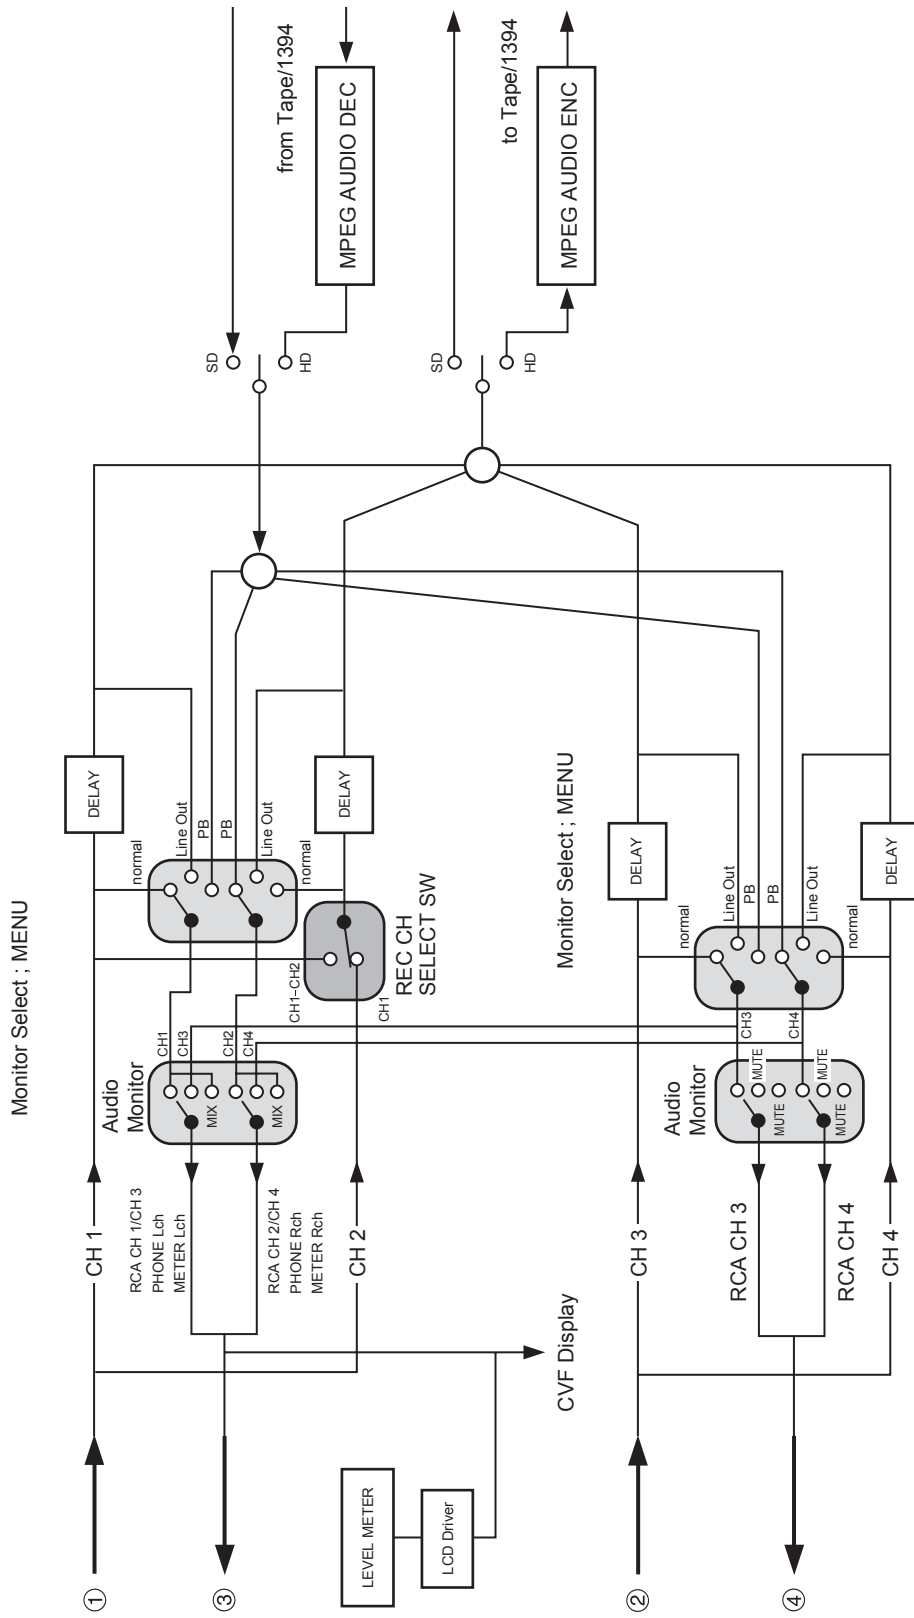 Monitor Select ; MENU
from Tape/1394
MPEG AUDIO DEC
to Tape/1394
MPEG AUDIO ENC
SD
HD
SD
HD
DELAY
normal
Line Out
PB
PB
Line Out
normal
DELAY
CH1–CH2
CH1
REC CH
SELECT SW
Audio
Monitor
CH1
CH3
CH2
CH4
MIX
MIX
CH 1
RCA CH 1/CH 3
PHONE Lch
METER Lch
RCA CH 2/CH 4
PHONE Rch
METER Rch
CH 2
CVF Display
LEVEL METER
LCD Driver
①
③
Monitor Select ; MENU
DELAY
normal
Line Out
PB
PB
Line Out
normal
DELAY
Audio
Monitor
CH3
MUTE
MUTE
CH4
MUTE
MUTE
CH 3
RCA CH 3
RCA CH 4
CH 4
②
④